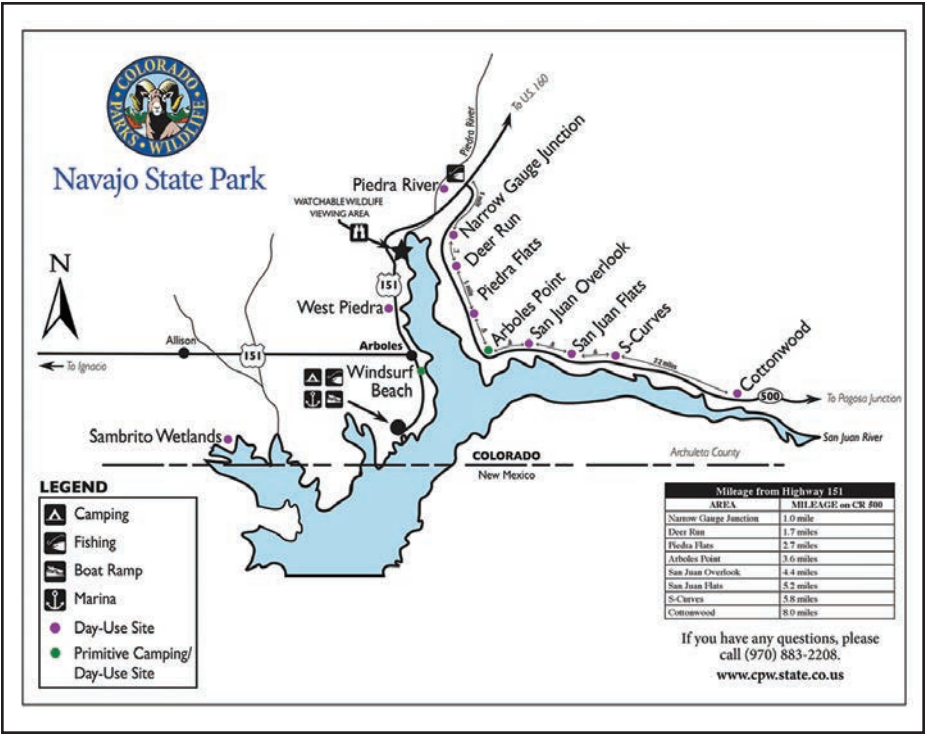 COLORADO
PARKS • WILDLIFE
Navajo State Park
To U.S. 160
Piedra River
Piedra River
WATCHABLE WILDLIFE
VIEWING AREA
Narrow Gauge Junction
Deer Run
Piedra Flats
Arboles Point
San Juan Overlook
San Juan Flats
S-Curves
Cottonwood
1 mile
.7
1 mile
2.2 miles
N
151
West Piedra
Allison
151
Arboles
To Ignacio
Windsurf
Beach
500
To Pagosa Junction
San Juan River
Sambrito Wetlands
COLORADO
New Mexico
Archuleta County
LEGEND
Camping
Fishing
Boat Ramp
Marina
Day-Use Site
Primitive Camping/
Day-Use Site
Mileage from Highway 151
AREA MILEAGE on CR 500
Narrow Gauge Junction 1.0 mile
Deer Run 1.7 miles
Piedra Flats 2.7 miles
Arboles Point 3.6 miles
San Juan Overlook 4.4 miles
San Juan Flats 5.2 miles
S-Curves 5.8 miles
Cottonwood 8.0 miles
If you have any questions, please
call (970) 883-2208.
www.cpw.state.co.us